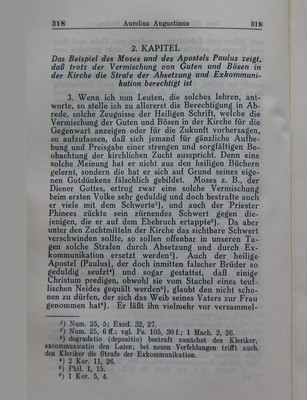 318 Aurelius Augustinus 318
2. KAPITEL
Das Beispiel des Moses und des Apostels Paulus zeigt,
daß trotz der Vermischung von Guten und Bösen in
der Kirche die Strafe der Absetzung und Exkommuni-
kation berechtigt ist
3. Wenn ich nun Leuten, die solches lehren, ant-
worte, so stelle ich zu allererst die Berechtigung in Ab-
rede, solche Zeugnisse der Heiligen Schrift, welche die
Vermischung der Guten und Bösen in der Kirche für die
Gegenwart anzeigen oder für die Zukunft vorhersagen,
so aufzufassen, daß sich jemand für gänzliche Aufhe-
bung und Preisgabe einer strengen und sorgfältigen Beo-
bachtung der kirchlichen Zucht ausspricht. Denn eine
solche Meinung hat er nicht aus den heiligen Büchern
gelernt, sondern die hat er sich auf Grund seines eige-
nen Gutdünkens fälschlich gebildet. Moses z. B., der
Diener Gottes, ertrug zwar eine solche Vermischung
beim ersten Volke sehr geduldig und doch bestrafte auch
er viele mit dem Schwerte¹), und auch der Priester
Phinees zückte sein zürnendes Schwert gegen die-
jenigen, die er auf dem Ehebruch ertappte²). Da aber
unter den Zuchtmitteln der Kirche das sichtbare Schwert
verschwinden sollte, so sollen offenbar in unseren Ta-
gen solche Strafen durch Absetzung und durch Ex-
kommunikation ersetzt werden³). Auch der heilige
Apostel (Paulus), der doch inmitten falscher Brüder so
geduldig seufzt⁴) und sogar gestattet, daß einige
Christum predigen, obwohl sie vom Stachel eines teuf-
lischen Neides gequält werden⁵), glaubt den nicht scho-
nen zu dürfen, der sich das Weib seines Vaters zur Frau
genommen hat⁶). Er läßt ihn vielmehr vor versammel-
¹) Num. 25, 5; Exod. 32, 27.
²) Num. 25, 6 ff.; vgl. Ps. 105, 30 f.; 1 Mach. 2, 26.
³) degradatio (depositio) bestraft zunächst den Kleriker,
excommunicatio den Laien; bei neuen Verfehlungen trifft auch
den Kleriker die Strafe der Exkommunikation.
⁴) 2 Kor. 11, 26.
⁵) Phil. 1, 15.
⁶) 1 Kor. 5, 4.